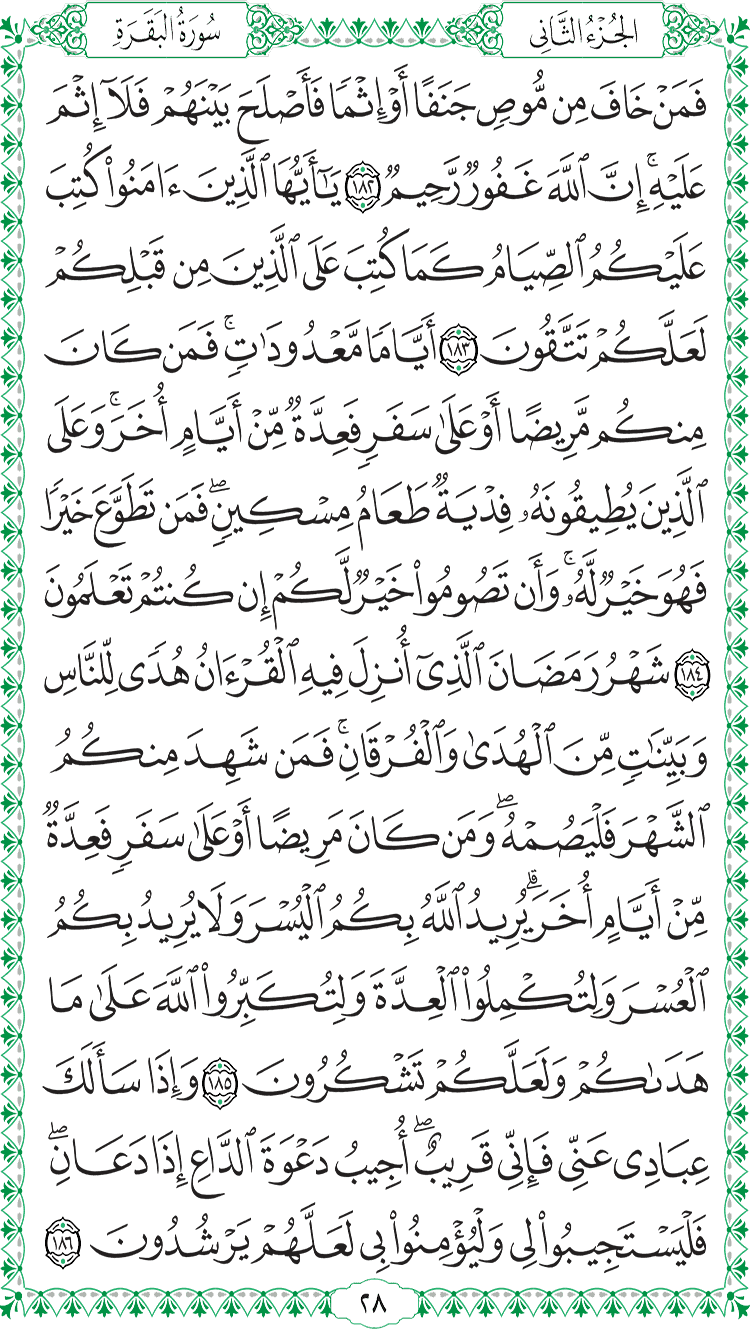 الجُزْءُ الثَّانِي
سُورَةُ البَقَرَةِ
فَمَنْ خَافَ مِن مُّوصٍ جَنَفًا أَوْ إِثْمًا فَأَصْلَحَ بَيْنَهُمْ فَلَآ إِثْمَ
عَلَيْهِ ۚ إِنَّ ٱللَّهَ غَفُورٌ رَّحِيمٌ ١٨٢ يَـٰٓأَيُّهَا ٱلَّذِينَ ءَامَنُوا۟ كُتِبَ
عَلَيْكُمُ ٱلصِّيَامُ كَمَا كُتِبَ عَلَى ٱلَّذِينَ مِن قَبْلِكُمْ
لَعَلَّكُمْ تَتَّقُونَ ١٨٣ أَيَّامًا مَّعْدُودَٰتٍ ۚ فَمَن كَانَ
مِنكُم مَّرِيضًا أَوْ عَلَىٰ سَفَرٍ فَعِدَّةٌ مِّنْ أَيَّامٍ أُخَرَ ۚ وَعَلَى
ٱلَّذِينَ يُطِيقُونَهُۥ فِدْيَةٌ طَعَامُ مِسْكِينٍ ۖ فَمَن تَطَوَّعَ خَيْرًا
فَهُوَ خَيْرٌ لَّهُۥ ۚ وَأَن تَصُومُوا۟ خَيْرٌ لَّكُمْ إِن كُنتُمْ تَعْلَمُونَ
١٨٤ شَهْرُ رَمَضَانَ ٱلَّذِىٓ أُنزِلَ فِيهِ ٱلْقُرْءَانُ هُدًى لِّلنَّاسِ
وَبَيِّنَـٰتٍ مِّنَ ٱلْهُدَىٰ وَٱلْفُرْقَانِ ۚ فَمَن شَهِدَ مِنكُمُ
ٱلشَّهْرَ فَلْيَصُمْهُ ۖ وَمَن كَانَ مَرِيضًا أَوْ عَلَىٰ سَفَرٍ فَعِدَّةٌ
مِّنْ أَيَّامٍ أُخَرَ ۗ يُرِيدُ ٱللَّهُ بِكُمُ ٱلْيُسْرَ وَلَا يُرِيدُ بِكُمُ
ٱلْعُسْرَ وَلِتُكْمِلُوا۟ ٱلْعِدَّةَ وَلِتُكَبِّرُوا۟ ٱللَّهَ عَلَىٰ مَا
هَدَىٰكُمْ وَلَعَلَّكُمْ تَشْكُرُونَ ١٨٥ وَإِذَا سَأَلَكَ
عِبَادِى عَنِّى فَإِنِّى قَرِيبٌ ۖ أُجِيبُ دَعْوَةَ ٱلدَّاعِ إِذَا دَعَانِ ۖ
فَلْيَسْتَجِيبُوا۟ لِى وَلْيُؤْمِنُوا۟ بِى لَعَلَّهُمْ يَرْشُدُونَ ١٨٦
٢٨